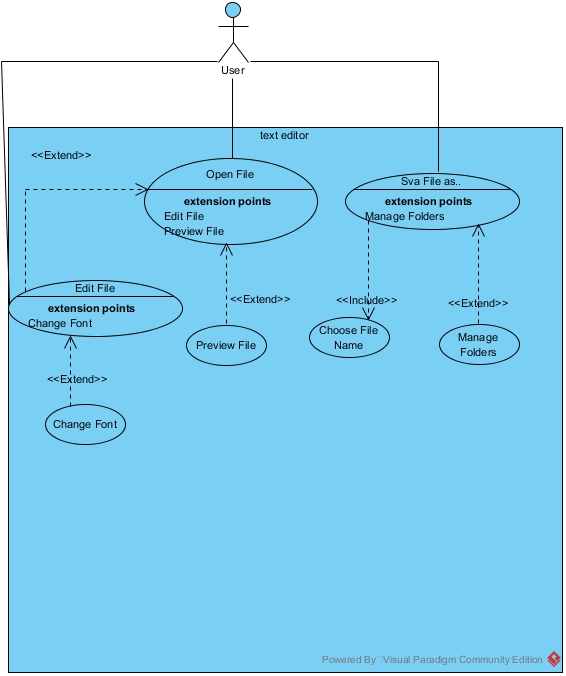 User
text editor
<<Extend>>
Open File
extension points
Edit File
Preview File
Sva File as..
extension points
Manage Folders
<<Extend>>
<<Include>>
<<Extend>>
Edit File
extension points
Change Font
Preview File
Choose File
Name
Manage
Folders
<<Extend>>
Change Font
Powered By Visual Paradigm Community Edition